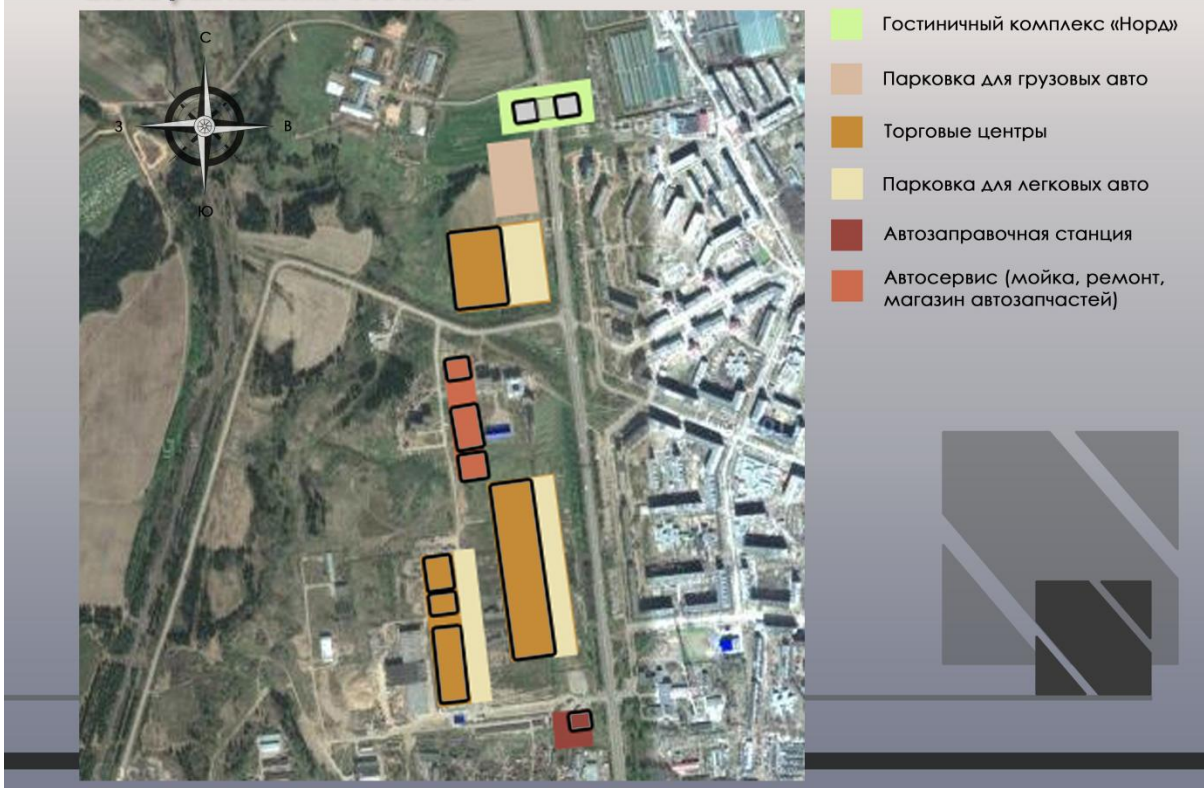 Гостиничный комплекс «Норд»
С
Парковка для грузовых авто
З
В
Торговые центры
Парковка для легковых авто
Ю
Автозаправочная станция
Автосервис (мойка, ремонт,
магазин автозапчастей)